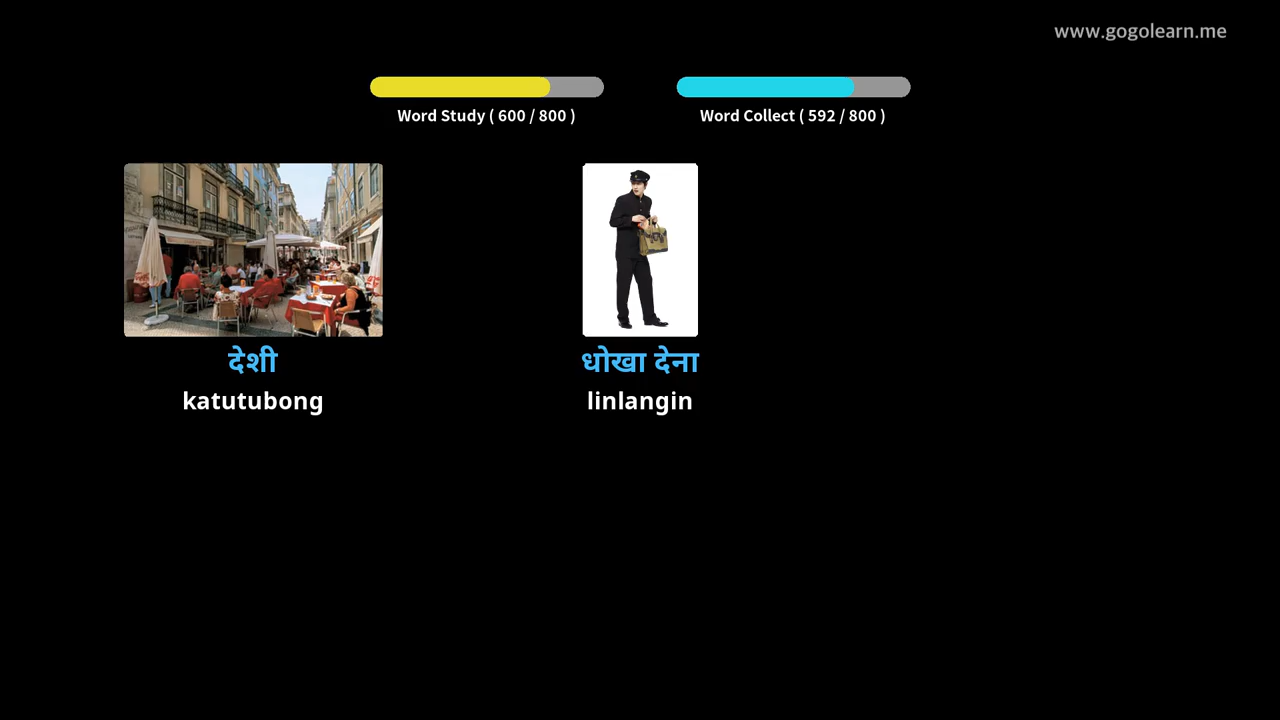 www.gogolearn.me
Word Study ( 600 / 800 )
Word Collect ( 592 / 800 )
देशी
katutubong
धोखा देना
linlangin